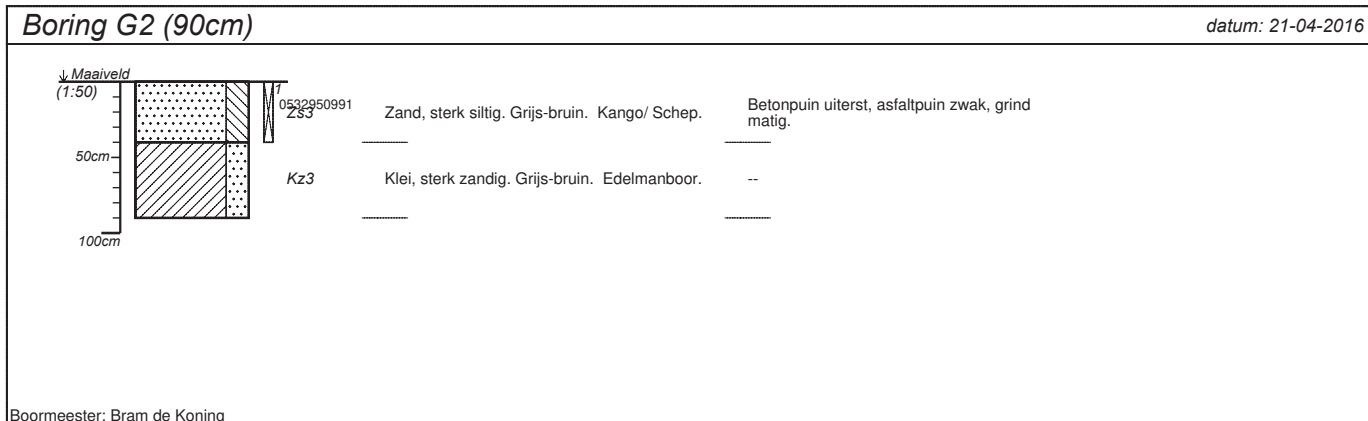 Boring G2 (90cm)
datum: 21-04-2016
Maaiveld
(1:50)
1
0532950991
Zs3
Zand, sterk siltig. Grijs-bruin. Kango/ Schep.
Betonpuin uiterst, asfaltpuin zwak, grind
matig.
50cm
Kz3
Klei, sterk zandig. Grijs-bruin. Edelmanboor.
--
100cm
Boormeester: Bram de Koning